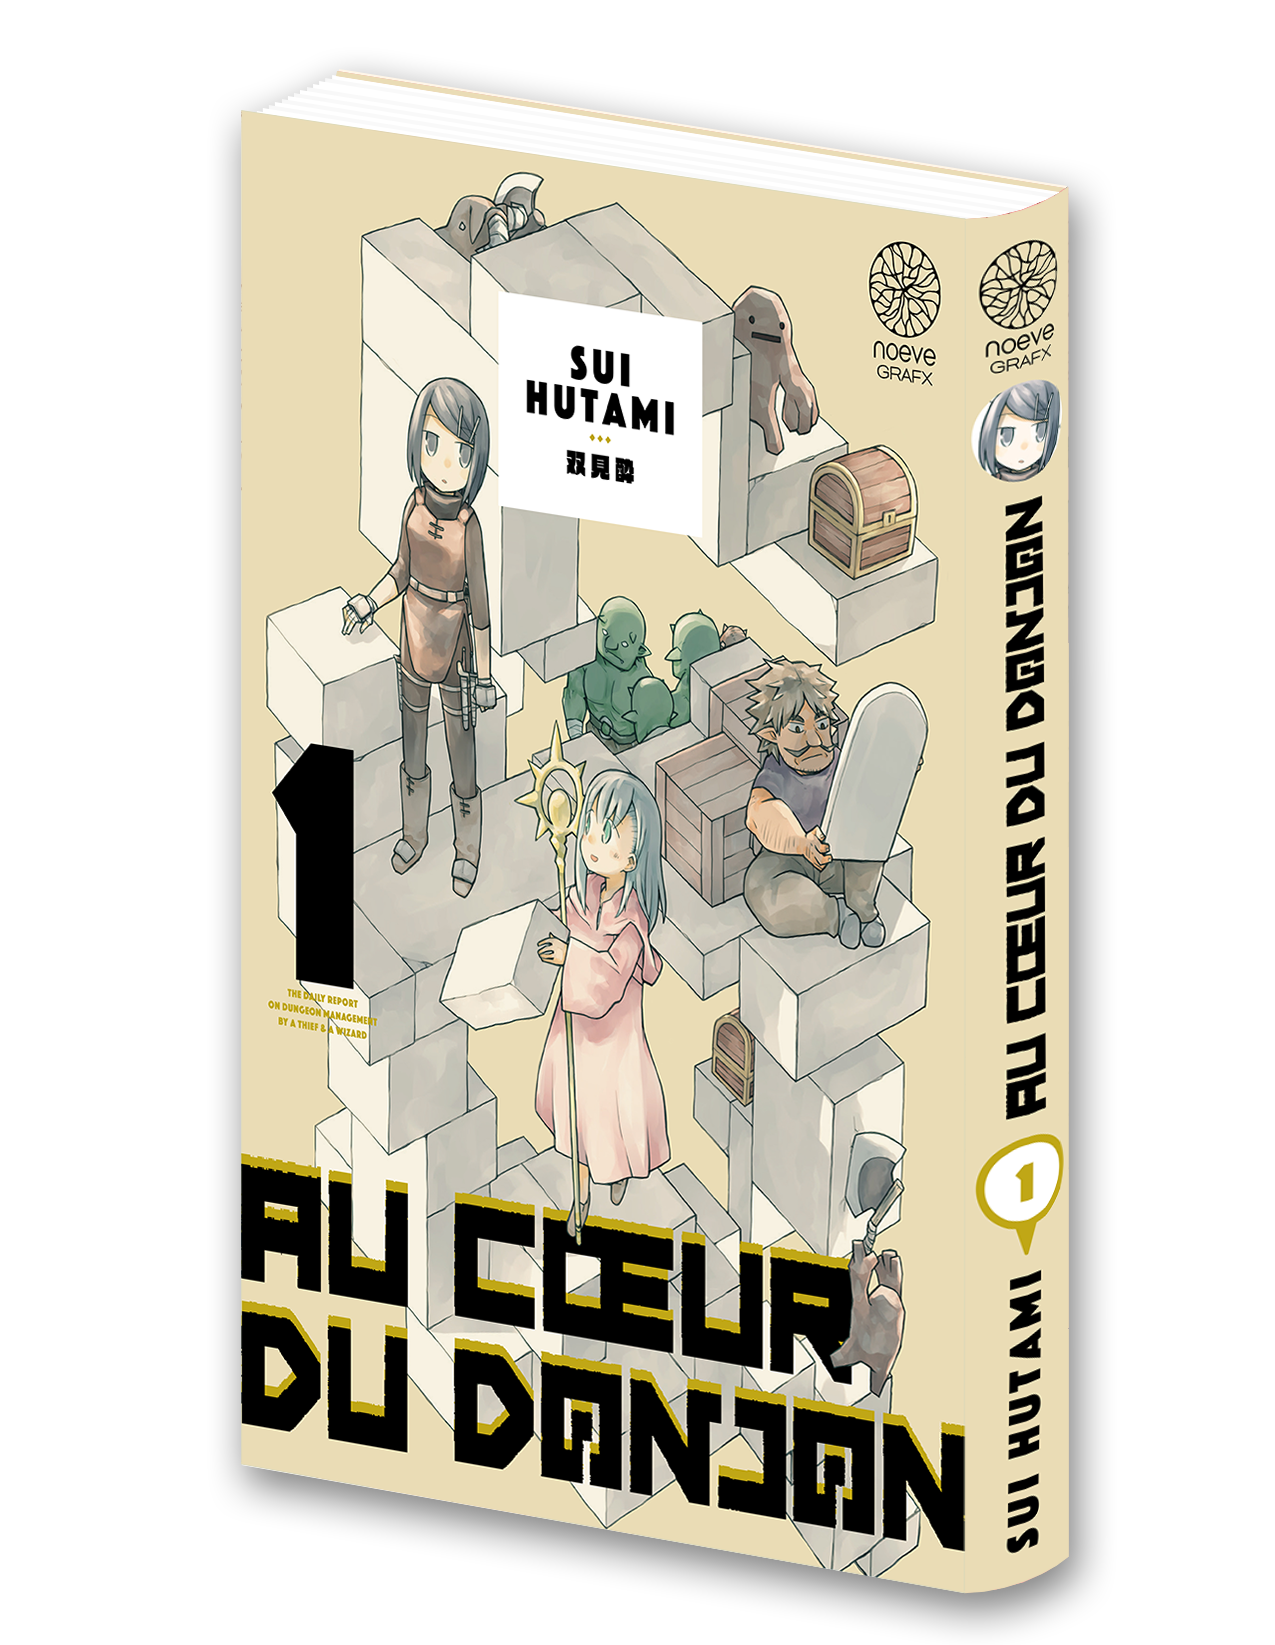 SUI
HUTAMI
双見酔
noeve
GRAFX
1
THE DAILY REPORT
ON DUNGEON MANAGEMENT
BY A THIEF & A WIZARD
AU CŒUR
DU DONJON
noeve
GRAFX
AU CŒUR DU DONJON
1
SUI HUTAMI